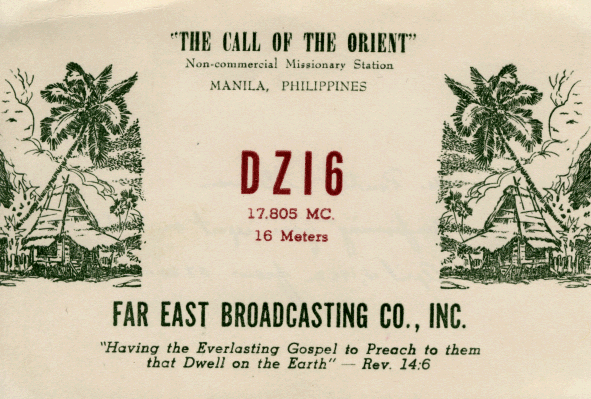 "THE CALL OF THE ORIENT"
Non-commercial Missionary Station
MANILA, PHILIPPINES
DZI6
17.805 MC.
16 Meters
FAR EAST BROADCASTING CO., INC.
"Having the Everlasting Gospel to Preach to them
that Dwell on the Earth" — Rev. 14:6